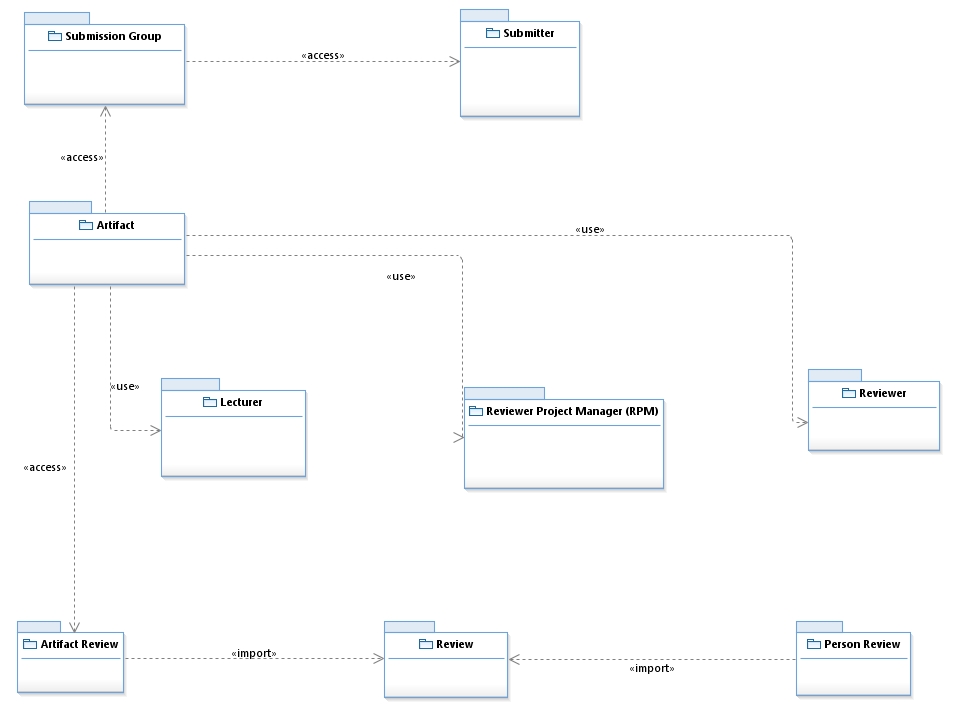 Submission Group
Submitter
«access»
«access»
Artifact
«use»
«use»
«use»
Lecturer
Reviewer Project Manager (RPM)
Reviewer
«access»
Artifact Review
«import»
Review
«import»
Person Review